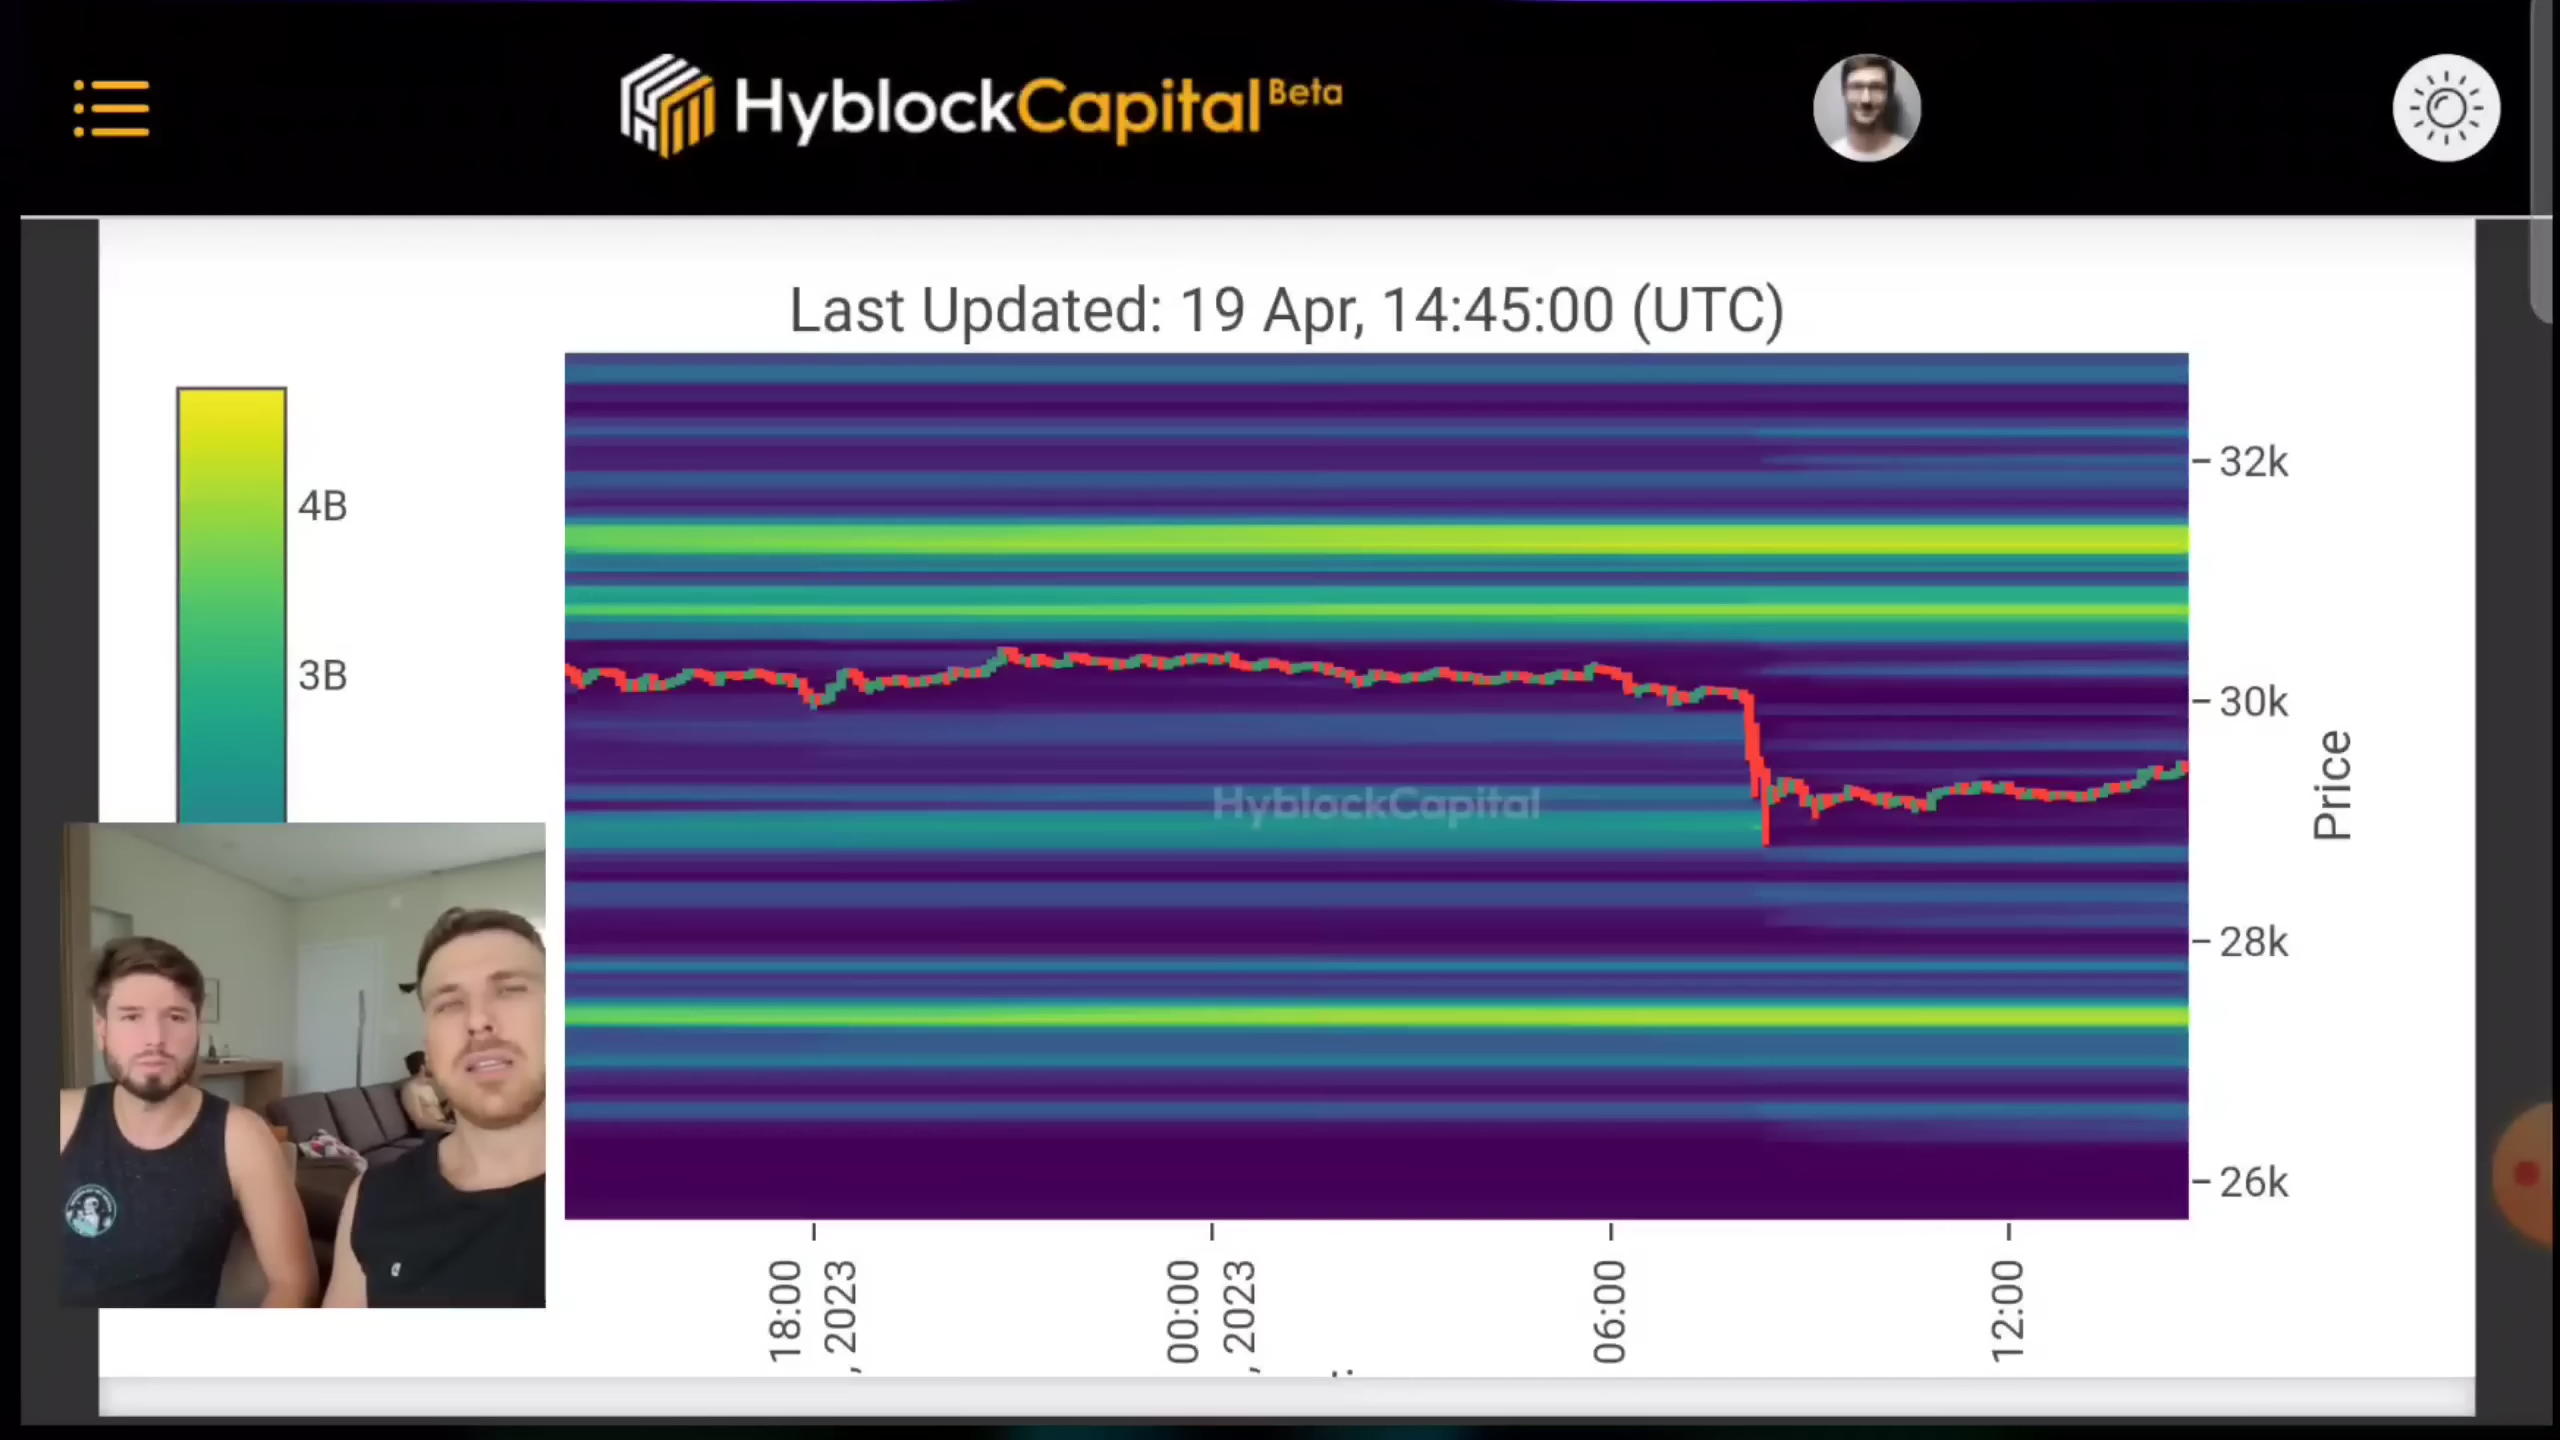 HyblockCapital Beta
Last Updated: 19 Apr, 14:45:00 (UTC)
4B
3B
32k
30k
28k
26k
Price
HyblockCapital
18:00
, 2023
00:00
, 2023
06:00
12:00